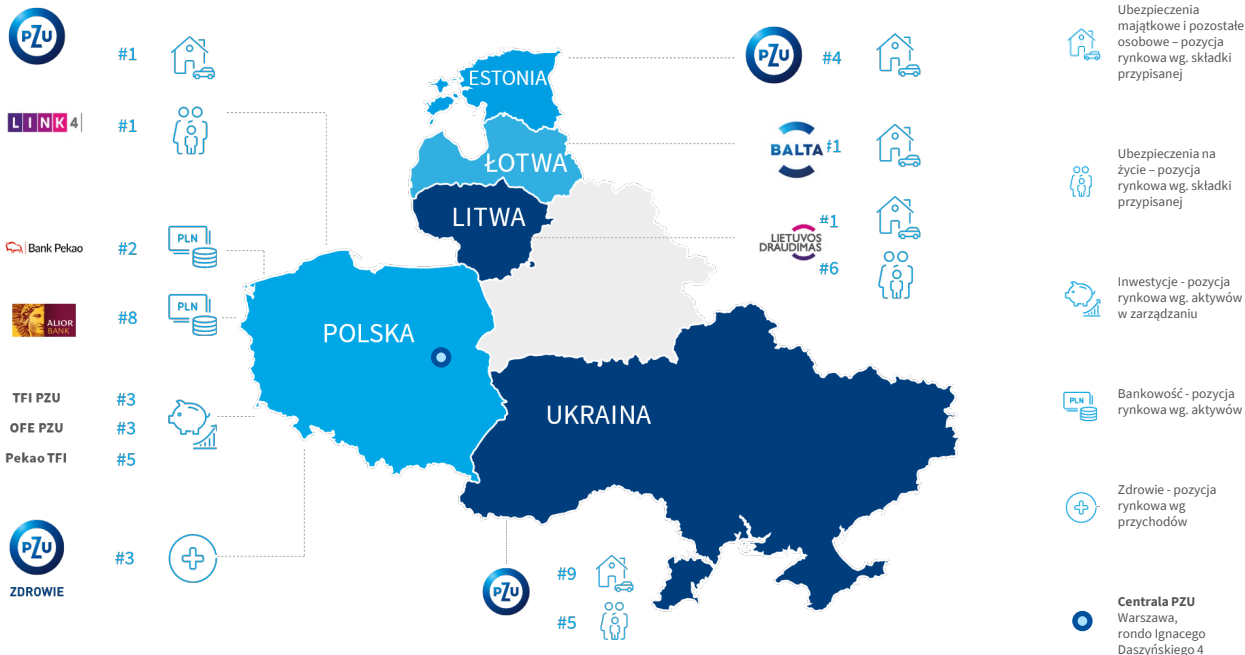 PZU
#1
LINK4
#1
Bank Pekao
#2
PLN
ALIOR
BANK
#8
PLN
TFI PZU
#3
OFE PZU
#3
Pekao TFI
#5
PZU
ZDROWIE
#3
ESTONIA
ŁOTWA
LITWA
POLSKA
UKRAINA
PZU
#4
BALTA
#1
LIETUVOS
DRAUDIMAS
#1
#6
PZU
#9
#5
Ubezpieczenia
majątkowe i pozostałe
osobowe – pozycja
rynkowa wg. składki
przypisanej
Ubezpieczenia na
życie – pozycja
rynkowa wg. składki
przypisanej
Inwestycje - pozycja
rynkowa wg. aktywów
w zarządzaniu
PLN
Bankowość - pozycja
rynkowa wg. aktywów
Zdrowie - pozycja
rynkowa wg
przychodów
Centrala PZU
Warszawa,
rondo Ignacego
Daszyńskiego 4